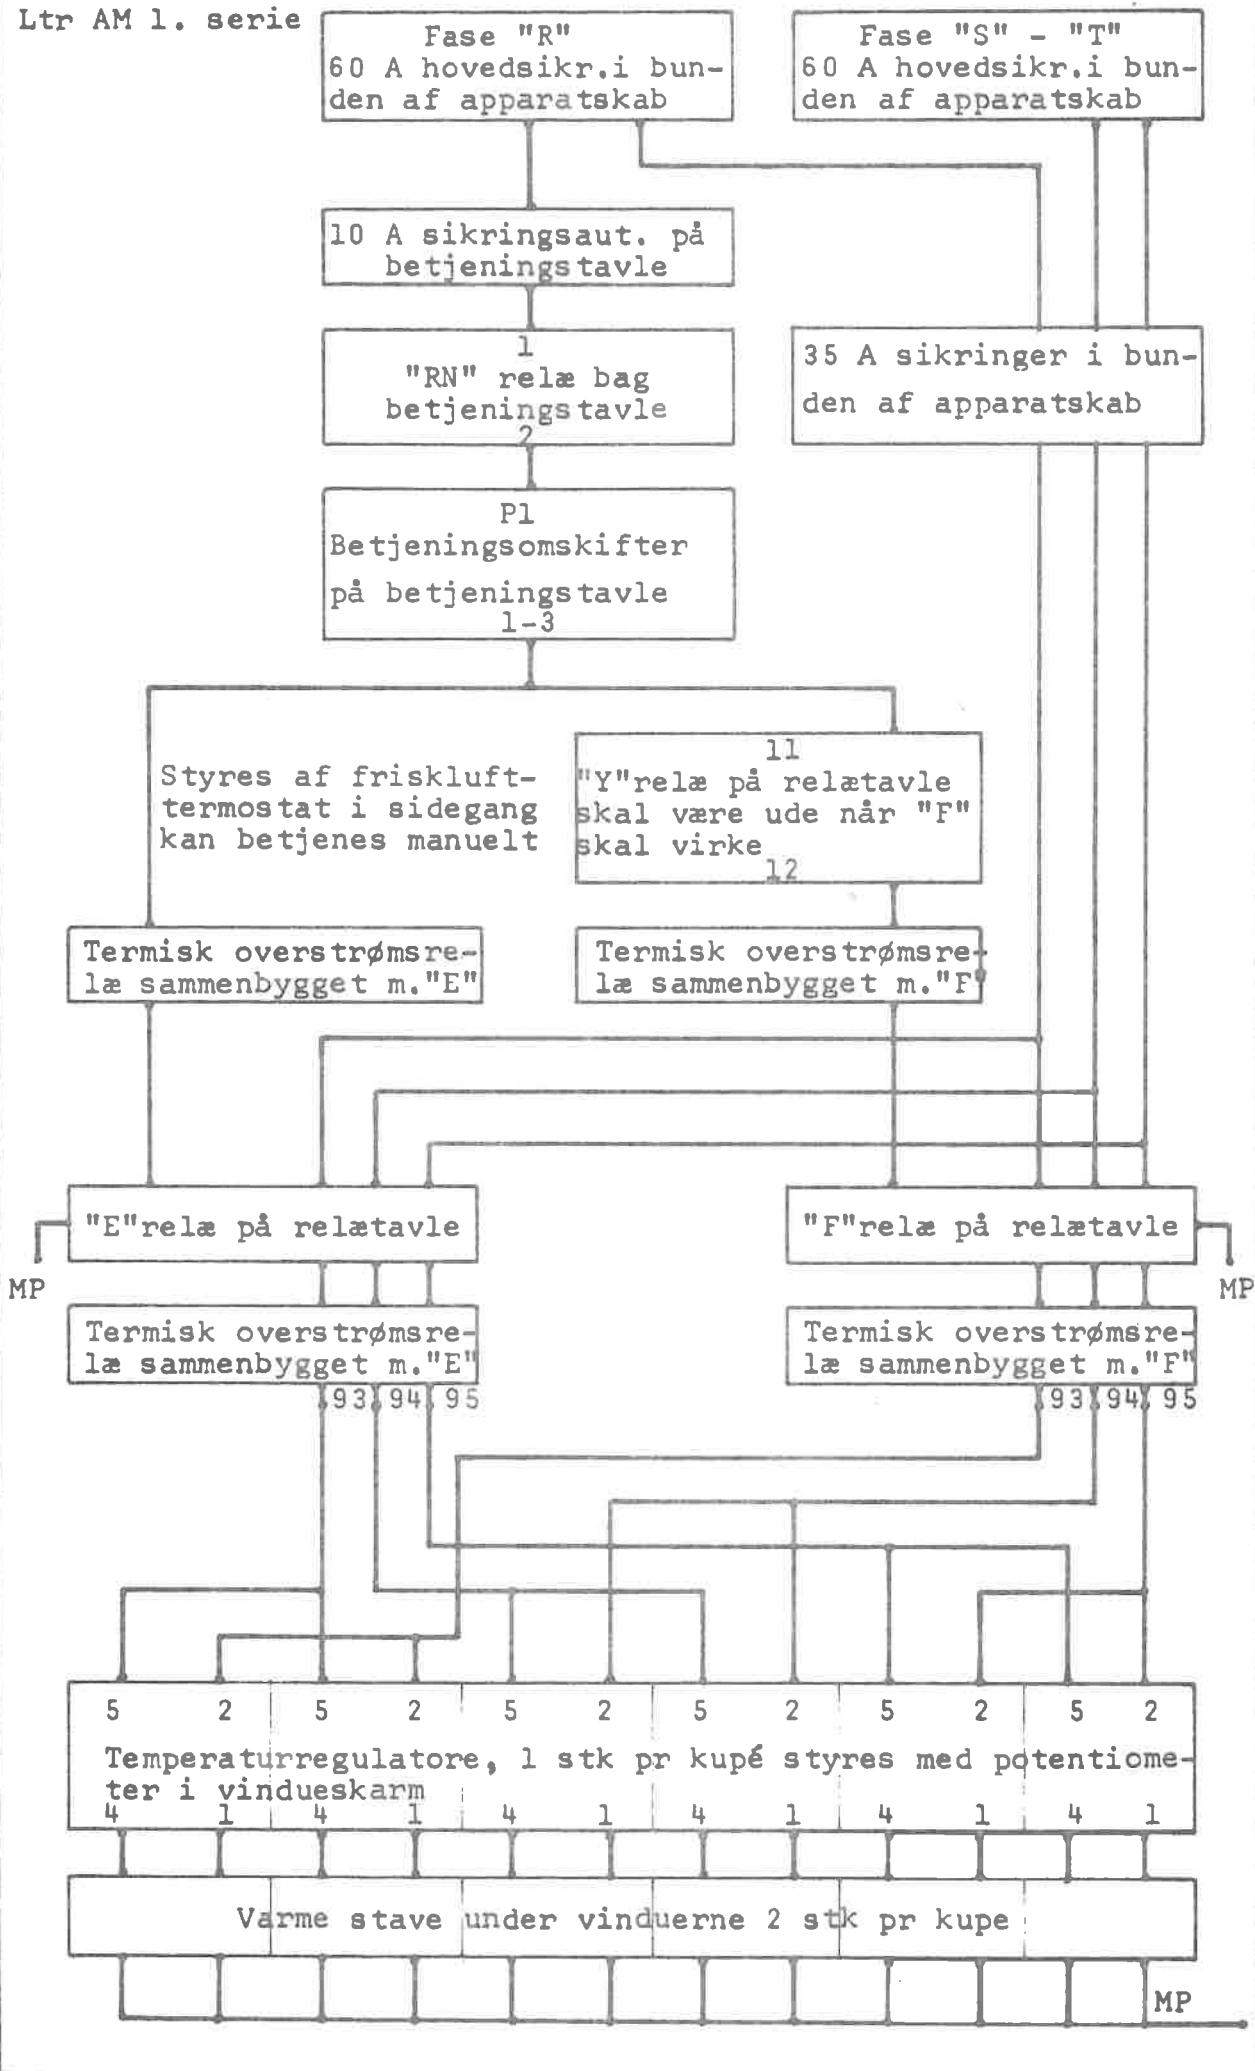 Ltr AM 1. serie
Fase "R"
60 A hovedsikr.i bun-
den af apparatskab
Fase "S" - "T"
60 A hovedsikr.i bun-
den af apparatskab
10 A sikringsaut. på
betjeningstavle
1
"RN" relæ bag
betjeningstavle
2
35 A sikringer i bun-
den af apparatskab
P1
Betjeningsomskifter
på betjeningstavle
1-3
Styres af friskluft-
termostat i sidegang
kan betjenes manuelt
11
"Y"relæ på relætavle
skal være ude når "F"
skal virke
12
Termisk overstrømsre-
læ sammenbygget m."E"
Termisk overstrømsre-
læ sammenbygget m."F"
"E"relæ på relætavle
MP
"F"relæ på relætavle
MP
Termisk overstrømsre-
læ sammenbygget m."E"
93 94 95
Termisk overstrømsre-
læ sammenbygget m."F"
93 94 95
5 2 5 2 5 2 5 2 5 2 5 2
Temperaturregulatore, 1 stk pr kupé styres med potentiome-
ter i vindueskarm
4 1 4 1 4 1 4 1 4 1 4 1
Varme stave under vinduerne 2 stk pr kupe
MP